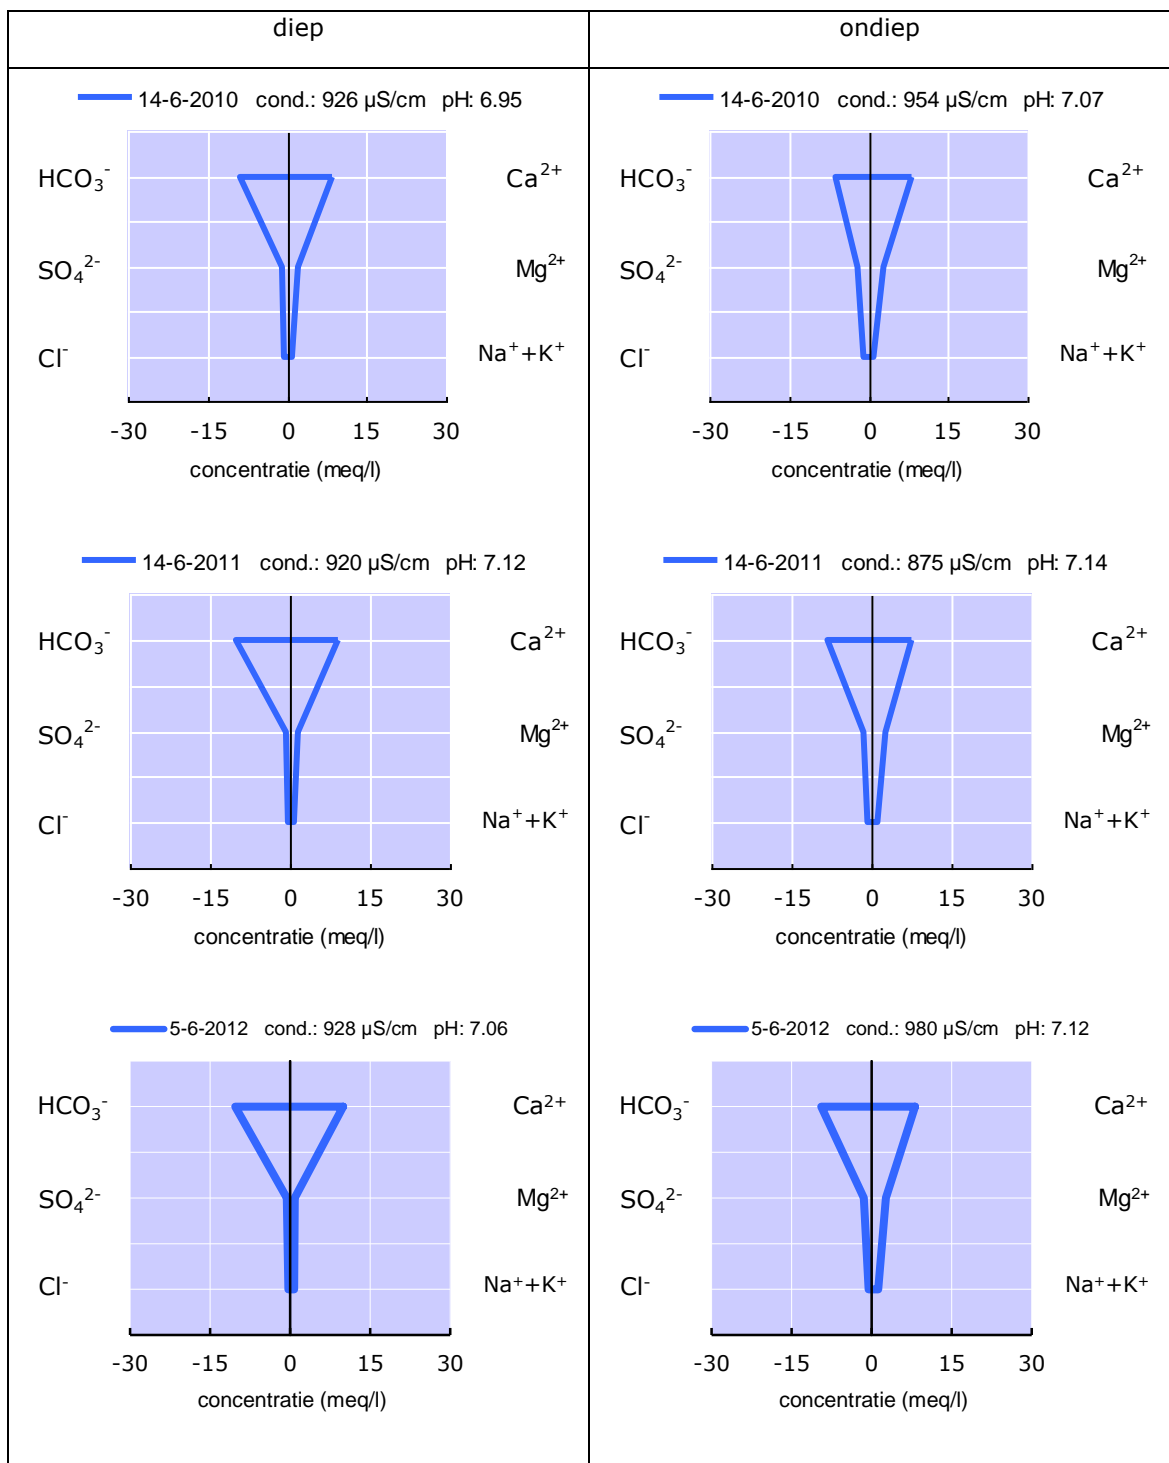 diep
ondiep
14-6-2010 cond.: 926 µS/cm pH: 6.95
HCO₃⁻
Ca²⁺
SO₄²⁻
Mg²⁺
Cl⁻
Na⁺+K⁺
-30 -15 0 15 30
concentratie (meq/l)
14-6-2010 cond.: 954 µS/cm pH: 7.07
HCO₃⁻
Ca²⁺
SO₄²⁻
Mg²⁺
Cl⁻
Na⁺+K⁺
-30 -15 0 15 30
concentratie (meq/l)
14-6-2011 cond.: 920 µS/cm pH: 7.12
HCO₃⁻
Ca²⁺
SO₄²⁻
Mg²⁺
Cl⁻
Na⁺+K⁺
-30 -15 0 15 30
concentratie (meq/l)
14-6-2011 cond.: 875 µS/cm pH: 7.14
HCO₃⁻
Ca²⁺
SO₄²⁻
Mg²⁺
Cl⁻
Na⁺+K⁺
-30 -15 0 15 30
concentratie (meq/l)
5-6-2012 cond.: 928 µS/cm pH: 7.06
HCO₃⁻
Ca²⁺
SO₄²⁻
Mg²⁺
Cl⁻
Na⁺+K⁺
-30 -15 0 15 30
concentratie (meq/l)
5-6-2012 cond.: 980 µS/cm pH: 7.12
HCO₃⁻
Ca²⁺
SO₄²⁻
Mg²⁺
Cl⁻
Na⁺+K⁺
-30 -15 0 15 30
concentratie (meq/l)